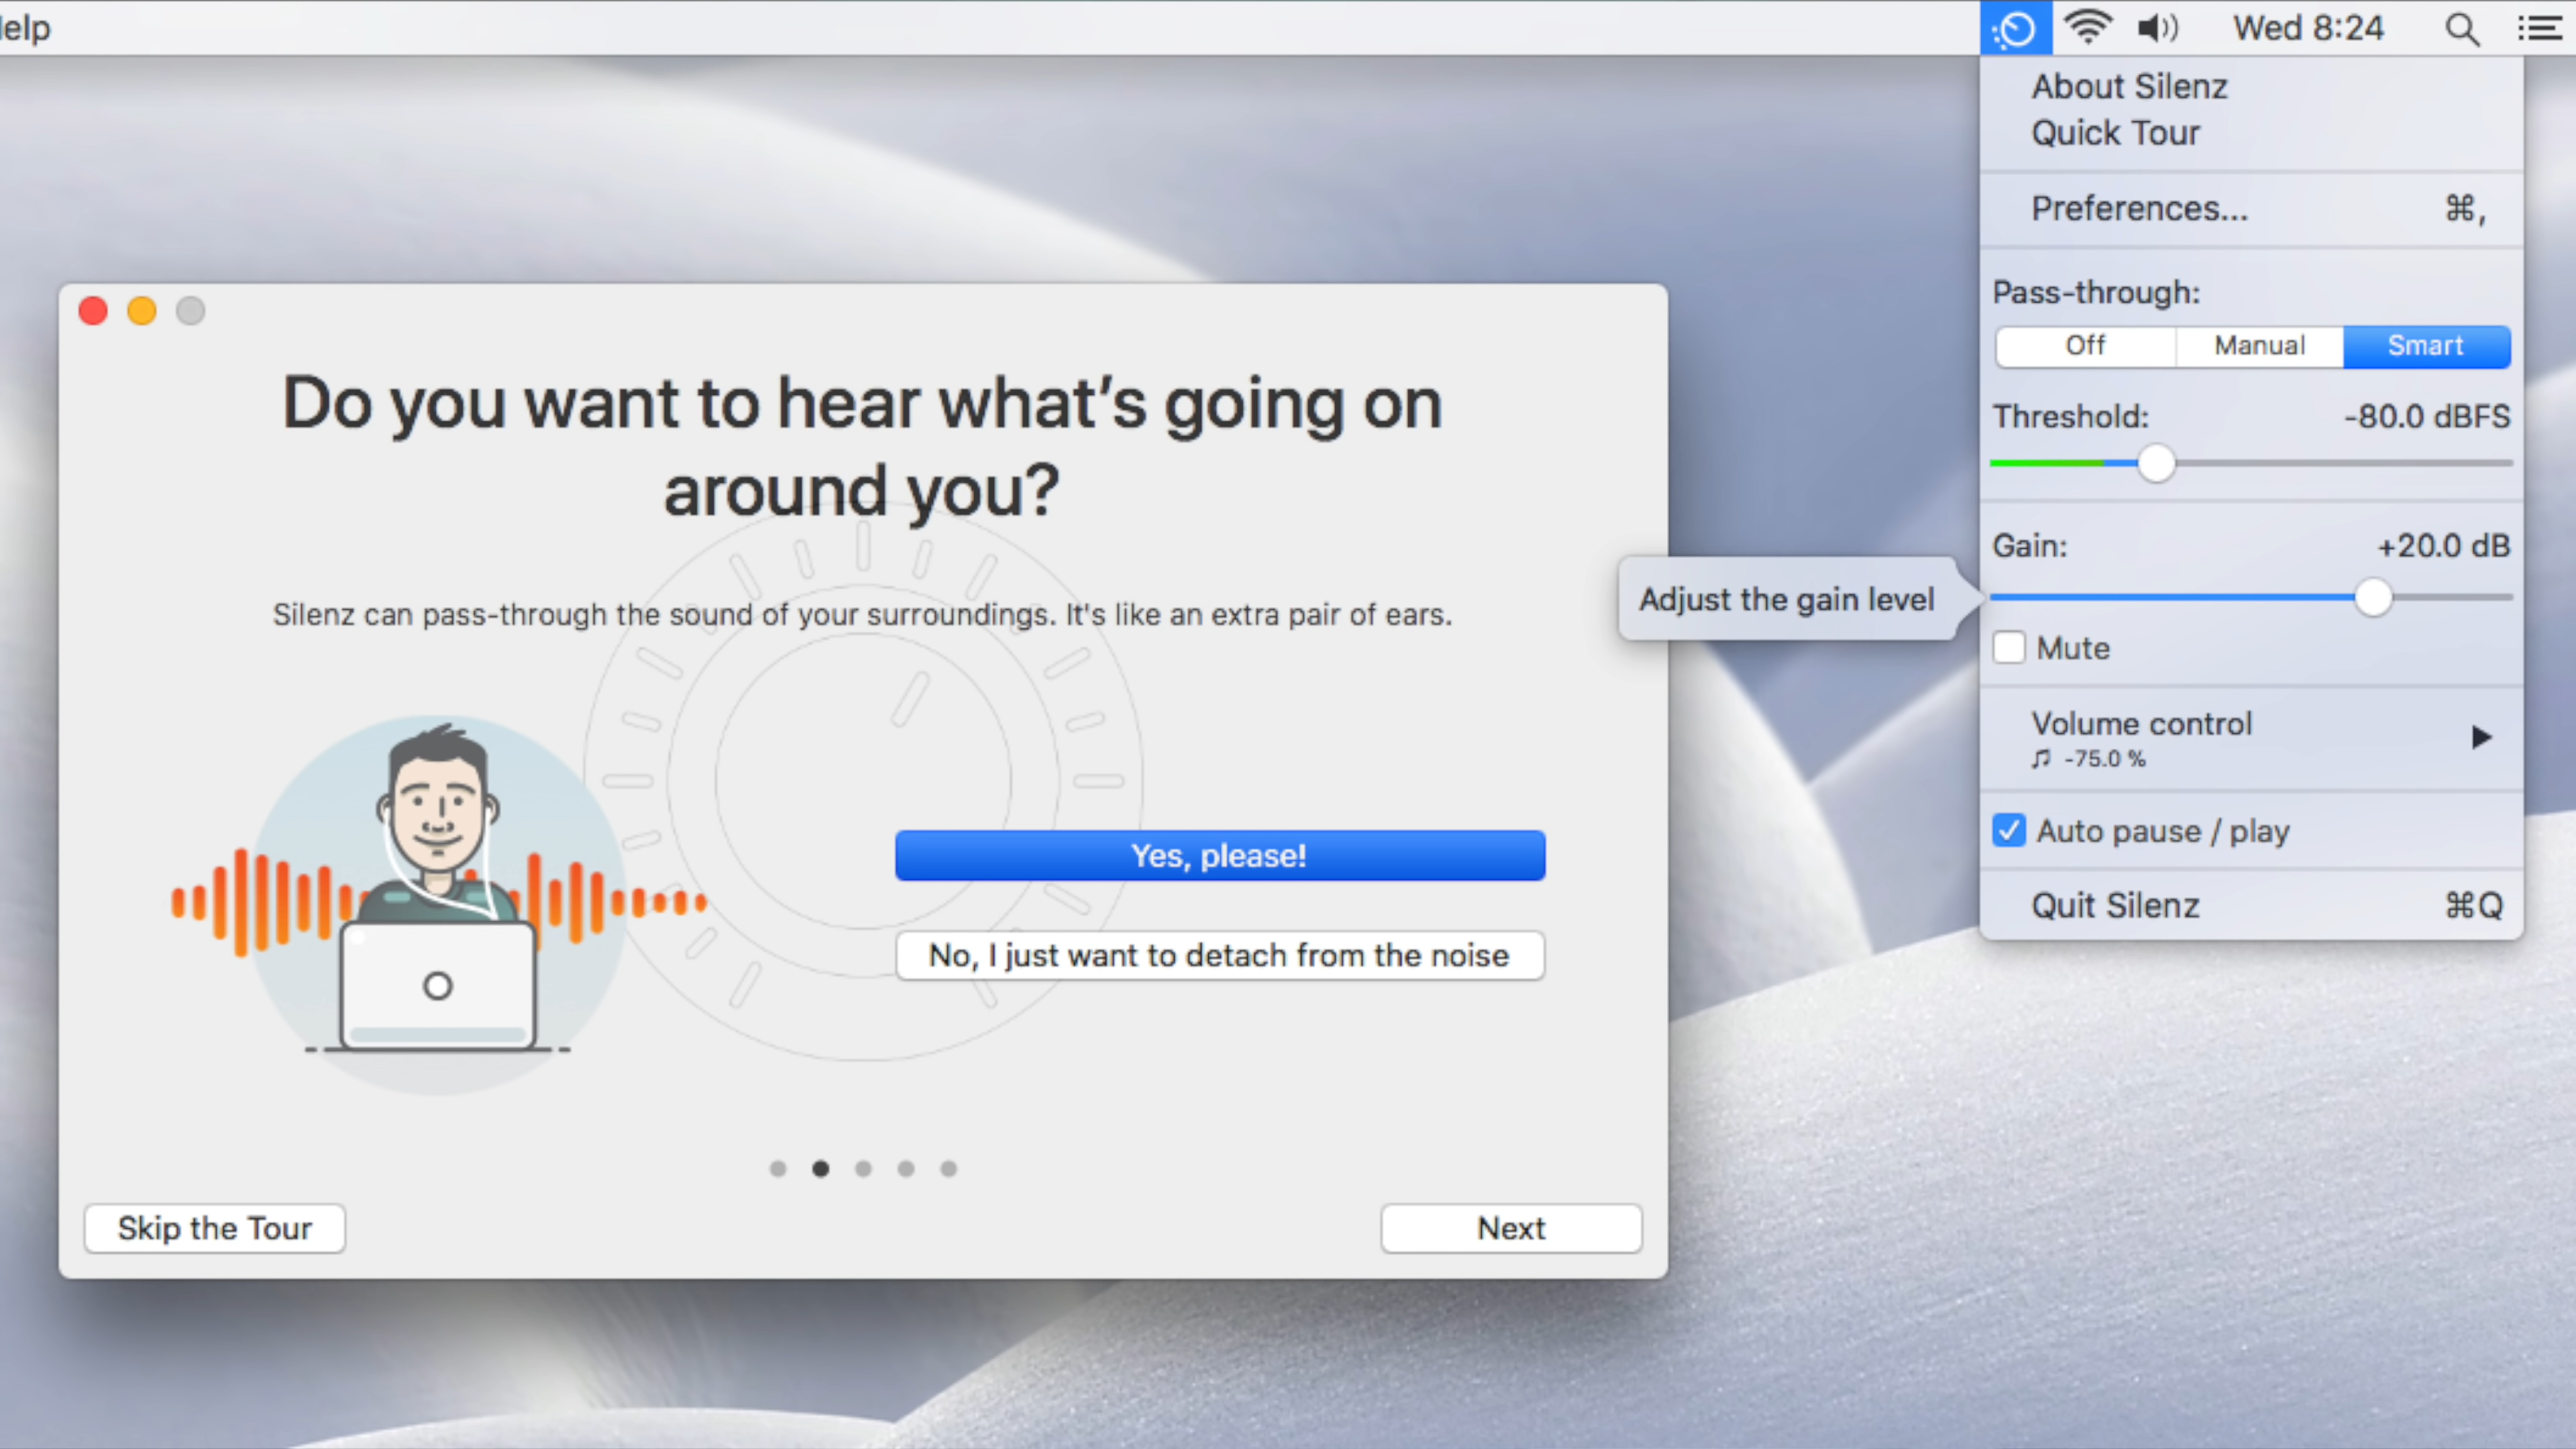 elp
Wed 8:24
Do you want to hear what's going on
around you?
Silenz can pass-through the sound of your surroundings. It's like an extra pair of ears.
Yes, please!
No, I just want to detach from the noise
Skip the Tour
Next
About Silenz
Quick Tour
Preferences... ⌘,
Pass-through:
Off Manual Smart
Threshold: -80.0 dBFS
Gain: +20.0 dB
Adjust the gain level
Mute
Volume control
♫ -75.0 %
Auto pause / play
Quit Silenz ⌘Q